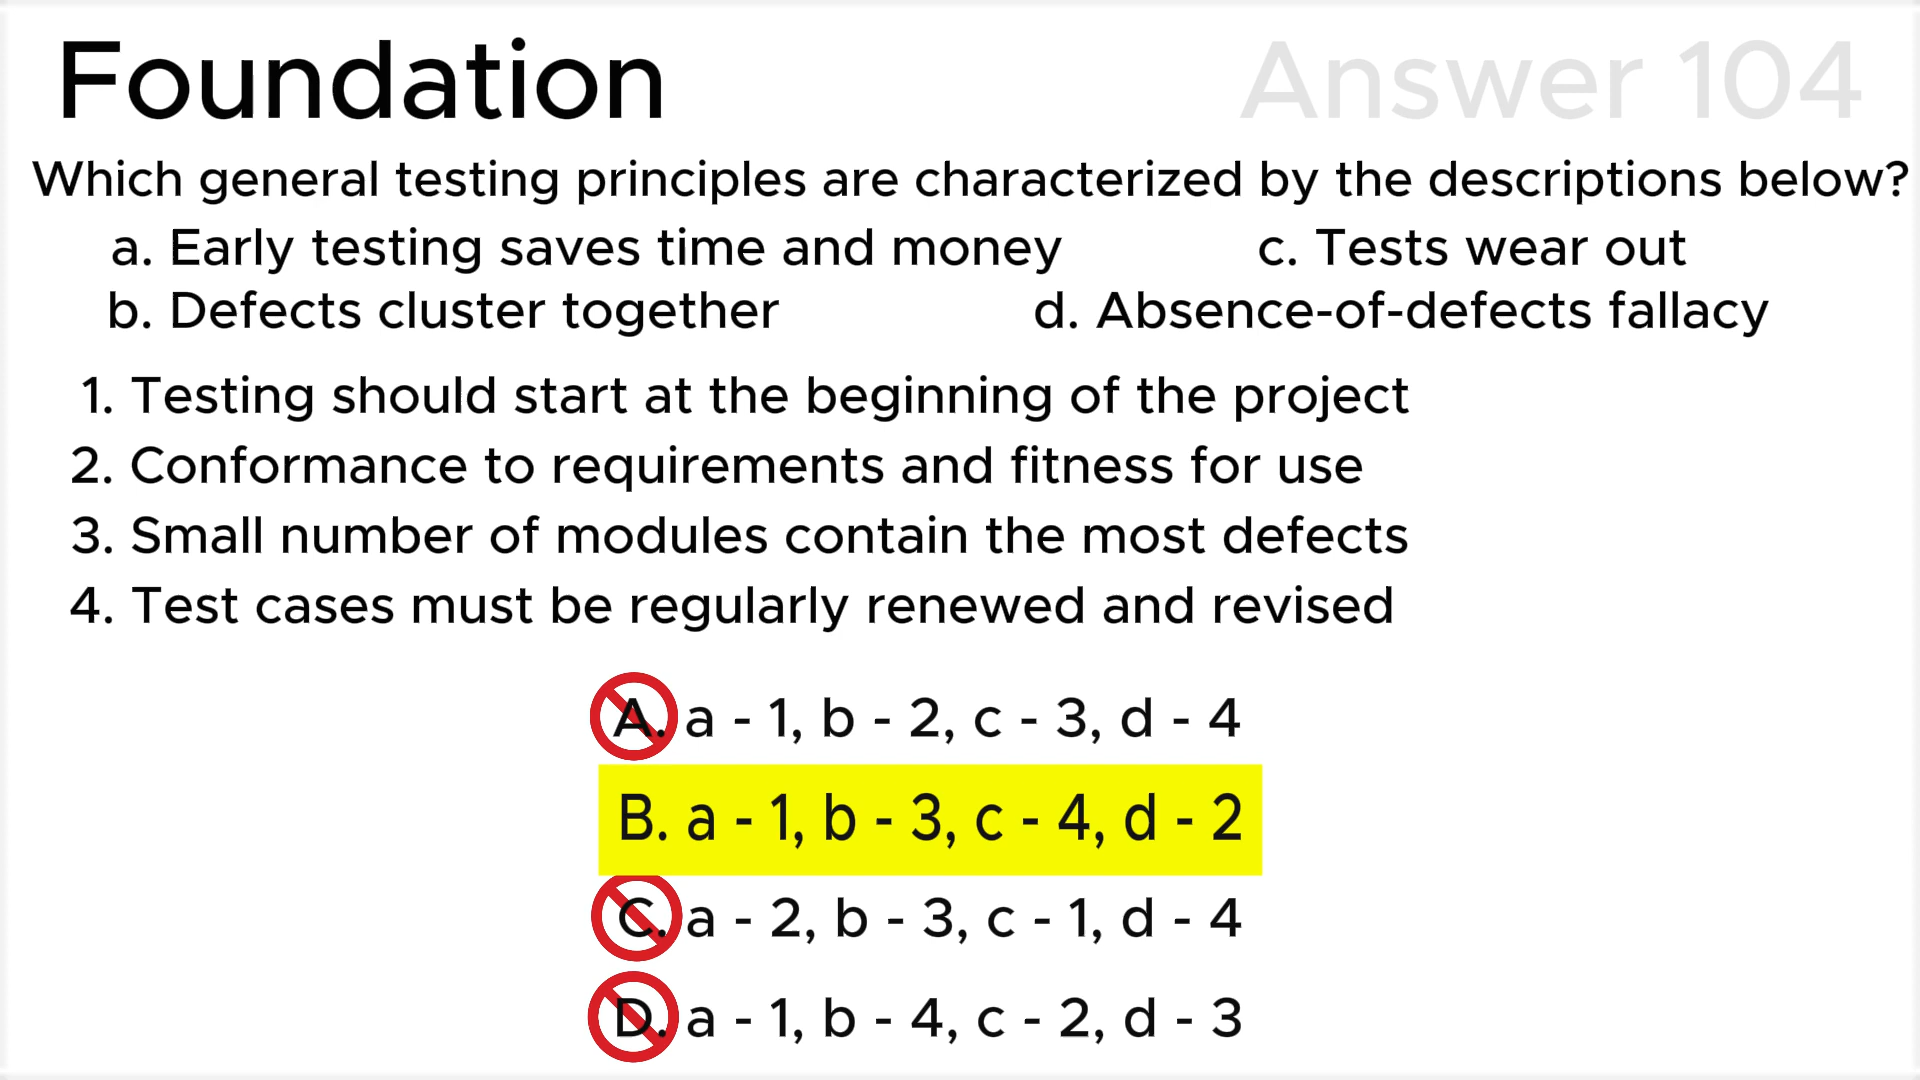 Foundation
Answer 104
Which general testing principles are characterized by the descriptions below?
a. Early testing saves time and money
c. Tests wear out
b. Defects cluster together
d. Absence-of-defects fallacy
1. Testing should start at the beginning of the project
2. Conformance to requirements and fitness for use
3. Small number of modules contain the most defects
4. Test cases must be regularly renewed and revised
A. a - 1, b - 2, c - 3, d - 4
B. a - 1, b - 3, c - 4, d - 2
C. a - 2, b - 3, c - 1, d - 4
D. a - 1, b - 4, c - 2, d - 3